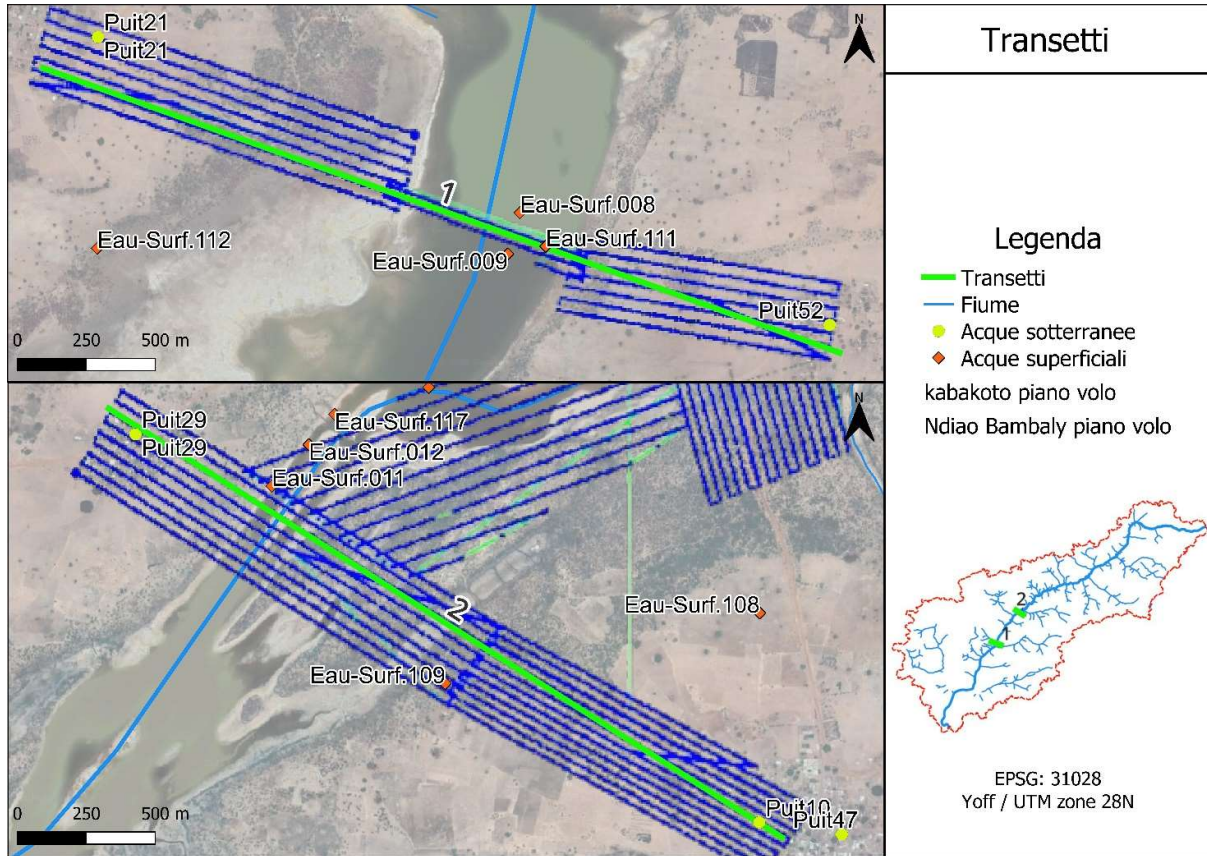 Puit21
Puit21
N
1
Eau-Surf.008
Eau-Surf.111
Eau-Surf.112
Eau-Surf.009
Puit52
0 250 500 m
Puit29
Puit29
N
Eau-Surf.117
Eau-Surf.012
Eau-Surf.011
2
Eau-Surf.108
Eau-Surf.109
Puit10
Puit47
0 250 500 m
Transetti
Legenda
Transetti
Fiume
Acque sotterranee
Acque superficiali
kabakoto piano volo
Ndiao Bambaly piano volo
2
1
EPSG: 31028
Yoff / UTM zone 28N